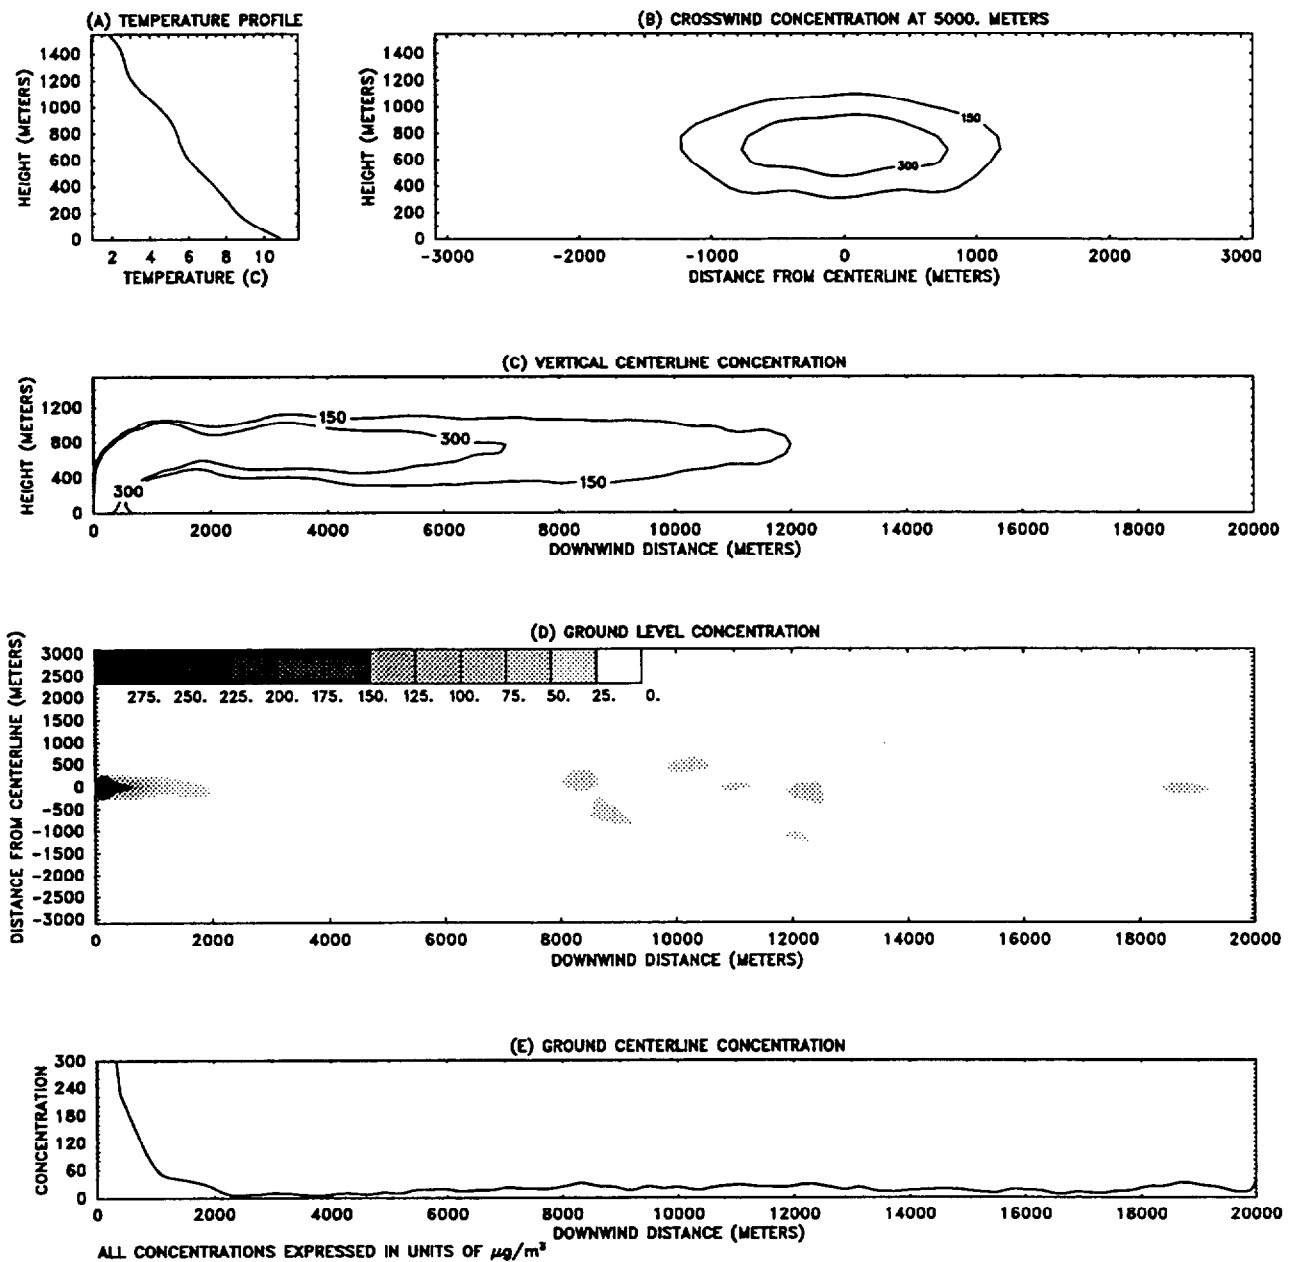 (A) TEMPERATURE PROFILE
(B) CROSSWIND CONCENTRATION AT 5000. METERS
HEIGHT (METERS)
1400
1200
1000
800
600
400
200
0
2 4 6 8 10
TEMPERATURE (C)
HEIGHT (METERS)
1400
1200
1000
800
600
400
200
0
150
300
-3000 -2000 -1000 0 1000 2000 3000
DISTANCE FROM CENTERLINE (METERS)
(C) VERTICAL CENTERLINE CONCENTRATION
HEIGHT (METERS)
1200
800
400
0
150
300
150
300
0 2000 4000 6000 8000 10000 12000 14000 16000 18000 20000
DOWNWIND DISTANCE (METERS)
(D) GROUND LEVEL CONCENTRATION
DISTANCE FROM CENTERLINE (METERS)
3000
2500
2000
1500
1000
500
0
-500
-1000
-1500
-2000
-2500
-3000
275. 250. 225. 200. 175. 150. 125. 100. 75. 50. 25. 0.
0 2000 4000 6000 8000 10000 12000 14000 16000 18000 20000
DOWNWIND DISTANCE (METERS)
(E) GROUND CENTERLINE CONCENTRATION
CONCENTRATION
300
240
180
120
60
0
0 2000 4000 6000 8000 10000 12000 14000 16000 18000 20000
DOWNWIND DISTANCE (METERS)
ALL CONCENTRATIONS EXPRESSED IN UNITS OF μg/m³